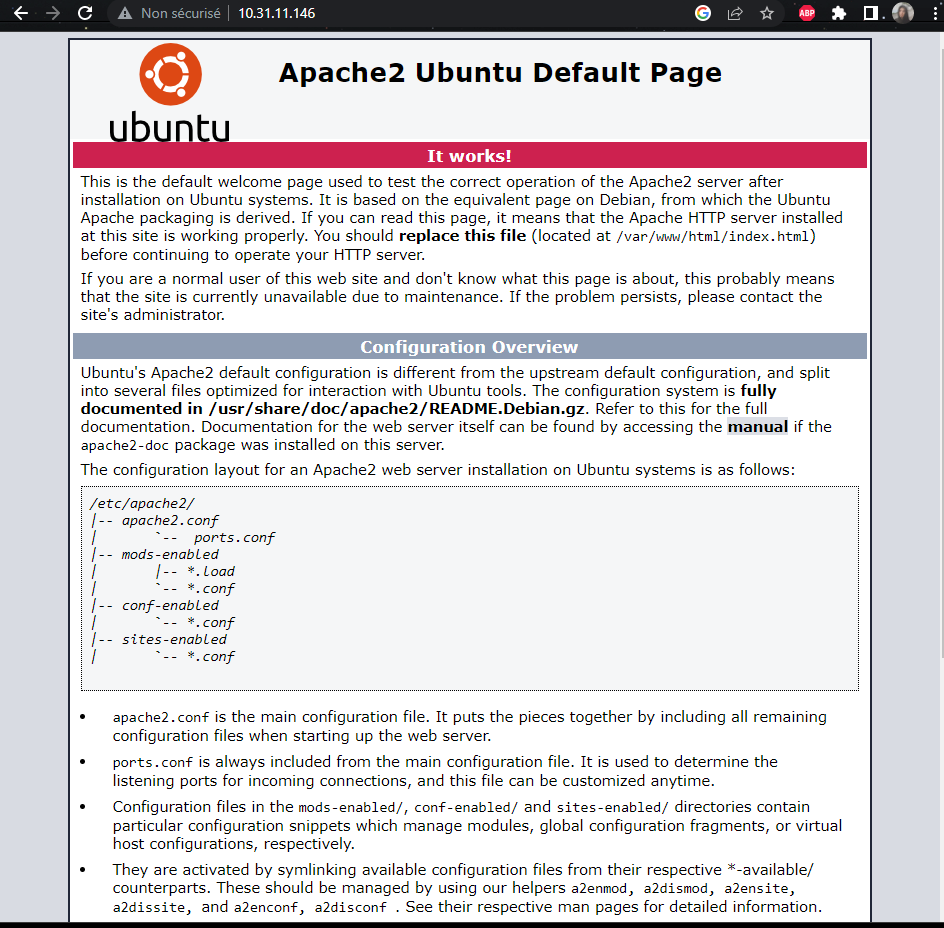 Non sécurisé | 10.31.11.146
ABP
ubuntu
Apache2 Ubuntu Default Page
It works!
This is the default welcome page used to test the correct operation of the Apache2 server after
installation on Ubuntu systems. It is based on the equivalent page on Debian, from which the Ubuntu
Apache packaging is derived. If you can read this page, it means that the Apache HTTP server installed
at this site is working properly. You should replace this file (located at /var/www/html/index.html)
before continuing to operate your HTTP server.
If you are a normal user of this web site and don't know what this page is about, this probably means
that the site is currently unavailable due to maintenance. If the problem persists, please contact the
site's administrator.
Configuration Overview
Ubuntu's Apache2 default configuration is different from the upstream default configuration, and split
into several files optimized for interaction with Ubuntu tools. The configuration system is fully
documented in /usr/share/doc/apache2/README.Debian.gz. Refer to this for the full
documentation. Documentation for the web server itself can be found by accessing the manual if the
apache2-doc package was installed on this server.
The configuration layout for an Apache2 web server installation on Ubuntu systems is as follows:
/etc/apache2/
|-- apache2.conf
|       `--  ports.conf
|-- mods-enabled
|       |-- *.load
|       `-- *.conf
|-- conf-enabled
|       `-- *.conf
|-- sites-enabled
|       `-- *.conf
• apache2.conf is the main configuration file. It puts the pieces together by including all remaining
configuration files when starting up the web server.
• ports.conf is always included from the main configuration file. It is used to determine the
listening ports for incoming connections, and this file can be customized anytime.
• Configuration files in the mods-enabled/, conf-enabled/ and sites-enabled/ directories contain
particular configuration snippets which manage modules, global configuration fragments, or virtual
host configurations, respectively.
• They are activated by symlinking available configuration files from their respective *-available/
counterparts. These should be managed by using our helpers a2enmod, a2dismod, a2ensite,
a2dissite, and a2enconf, a2disconf . See their respective man pages for detailed information.